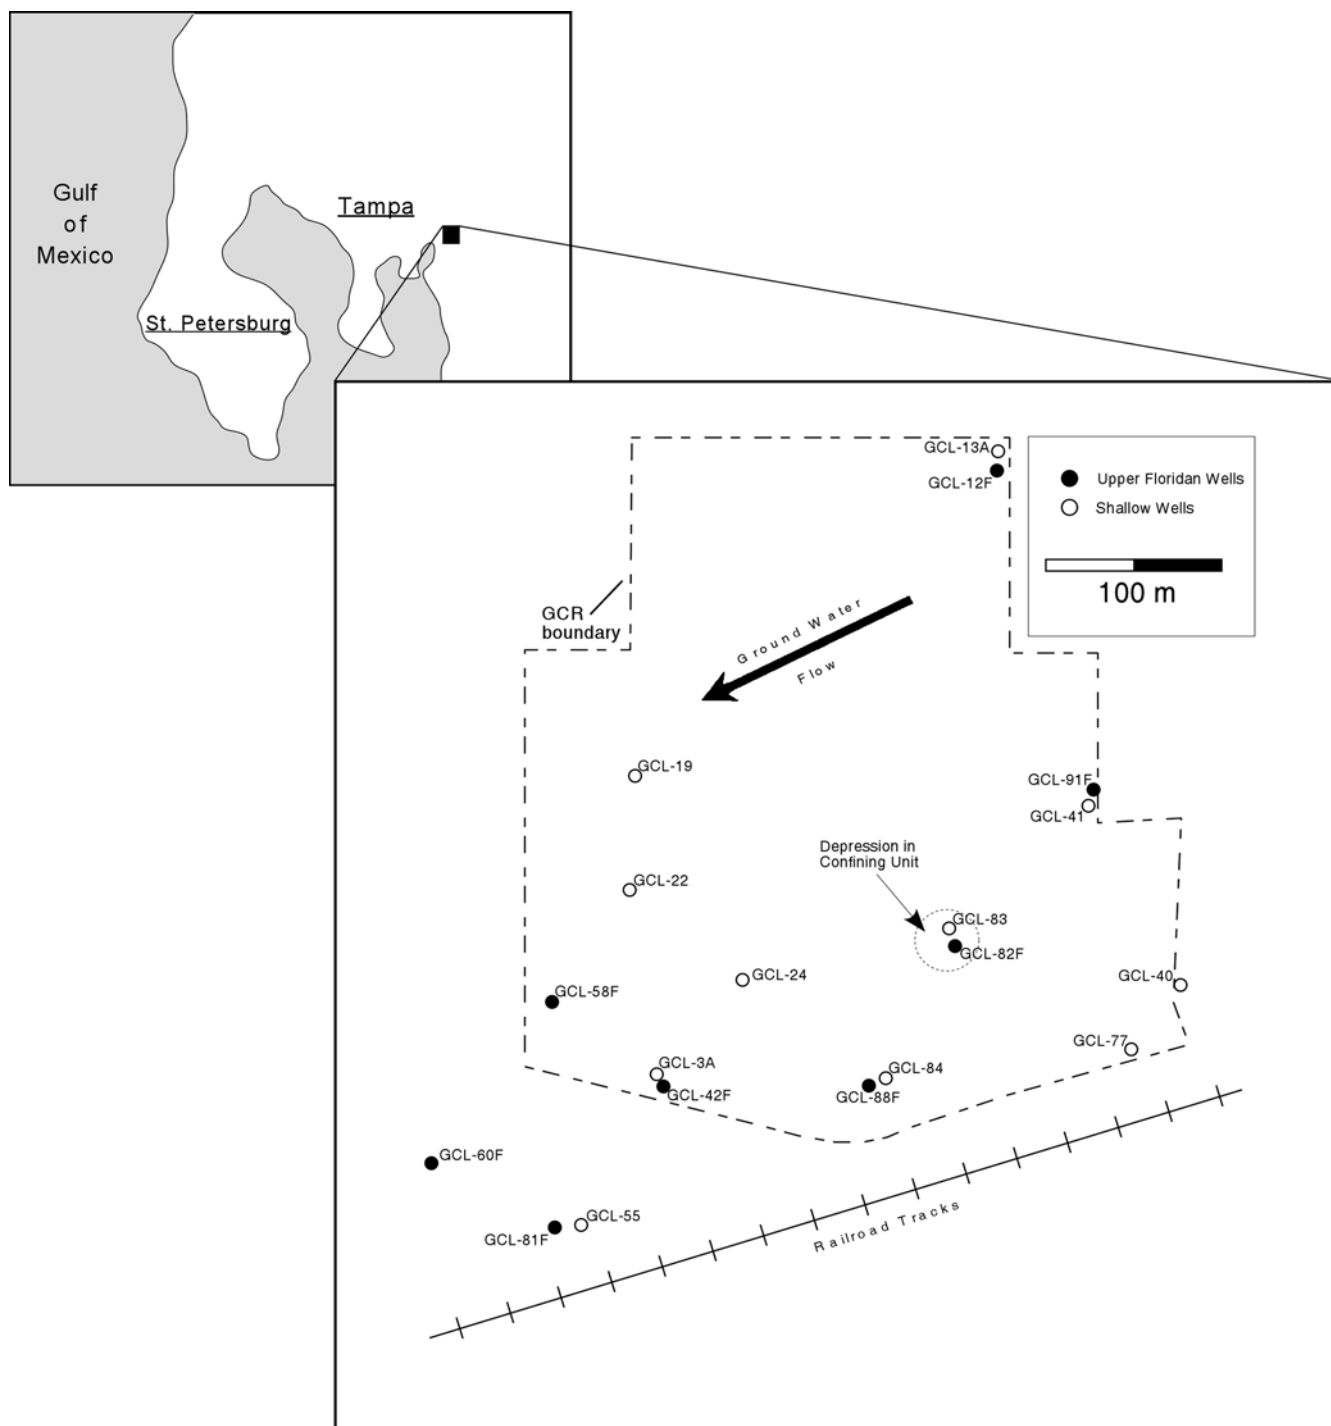 Gulf
of
Mexico
Tampa
St. Petersburg
GCL-13A
GCL-12F
Upper Floridan Wells
Shallow Wells
100 m
GCR
boundary
Ground Water
Flow
GCL-19
GCL-91F
GCL-41
Depression in
Confining Unit
GCL-22
GCL-83
GCL-82F
GCL-24
GCL-40
GCL-58F
GCL-77
GCL-3A
GCL-42F
GCL-84
GCL-88F
GCL-60F
GCL-55
GCL-81F
Railroad Tracks